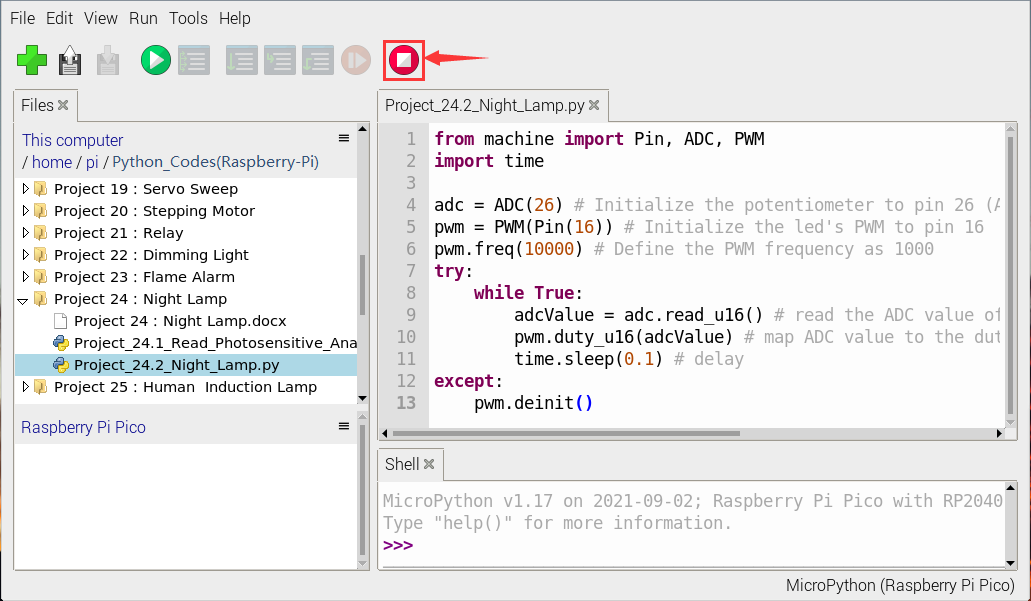 File Edit View Run Tools Help
Files
This computer
/ home / pi / Python_Codes(Raspberry-Pi)
Project 19 : Servo Sweep
Project 20 : Stepping Motor
Project 21 : Relay
Project 22 : Dimming Light
Project 23 : Flame Alarm
Project 24 : Night Lamp
Project 24 : Night Lamp.docx
Project_24.1_Read_Photosensitive_Ana
Project_24.2_Night_Lamp.py
Project 25 : Human  Induction Lamp
Raspberry Pi Pico
Project_24.2_Night_Lamp.py
1 from machine import Pin, ADC, PWM
2 import time
3
4 adc = ADC(26) # Initialize the potentiometer to pin 26 (A
5 pwm = PWM(Pin(16)) # Initialize the led's PWM to pin 16
6 pwm.freq(10000) # Define the PWM frequency as 1000
7 try:
8     while True:
9         adcValue = adc.read_u16() # read the ADC value of
10         pwm.duty_u16(adcValue) # map ADC value to the dut
11         time.sleep(0.1) # delay
12 except:
13     pwm.deinit()
Shell
MicroPython v1.17 on 2021-09-02; Raspberry Pi Pico with RP2040
Type "help()" for more information.
>>>
MicroPython (Raspberry Pi Pico)